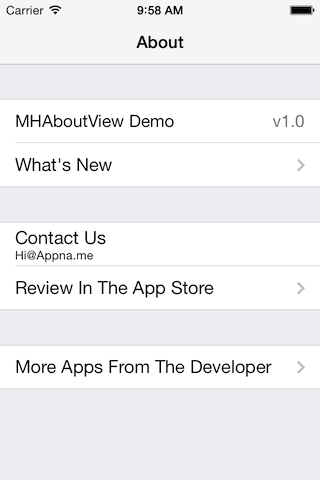 Carrier 9:58 AM
About
MHAboutView Demo v1.0
What's New
Contact Us
Hi@Appna.me
Review In The App Store
More Apps From The Developer